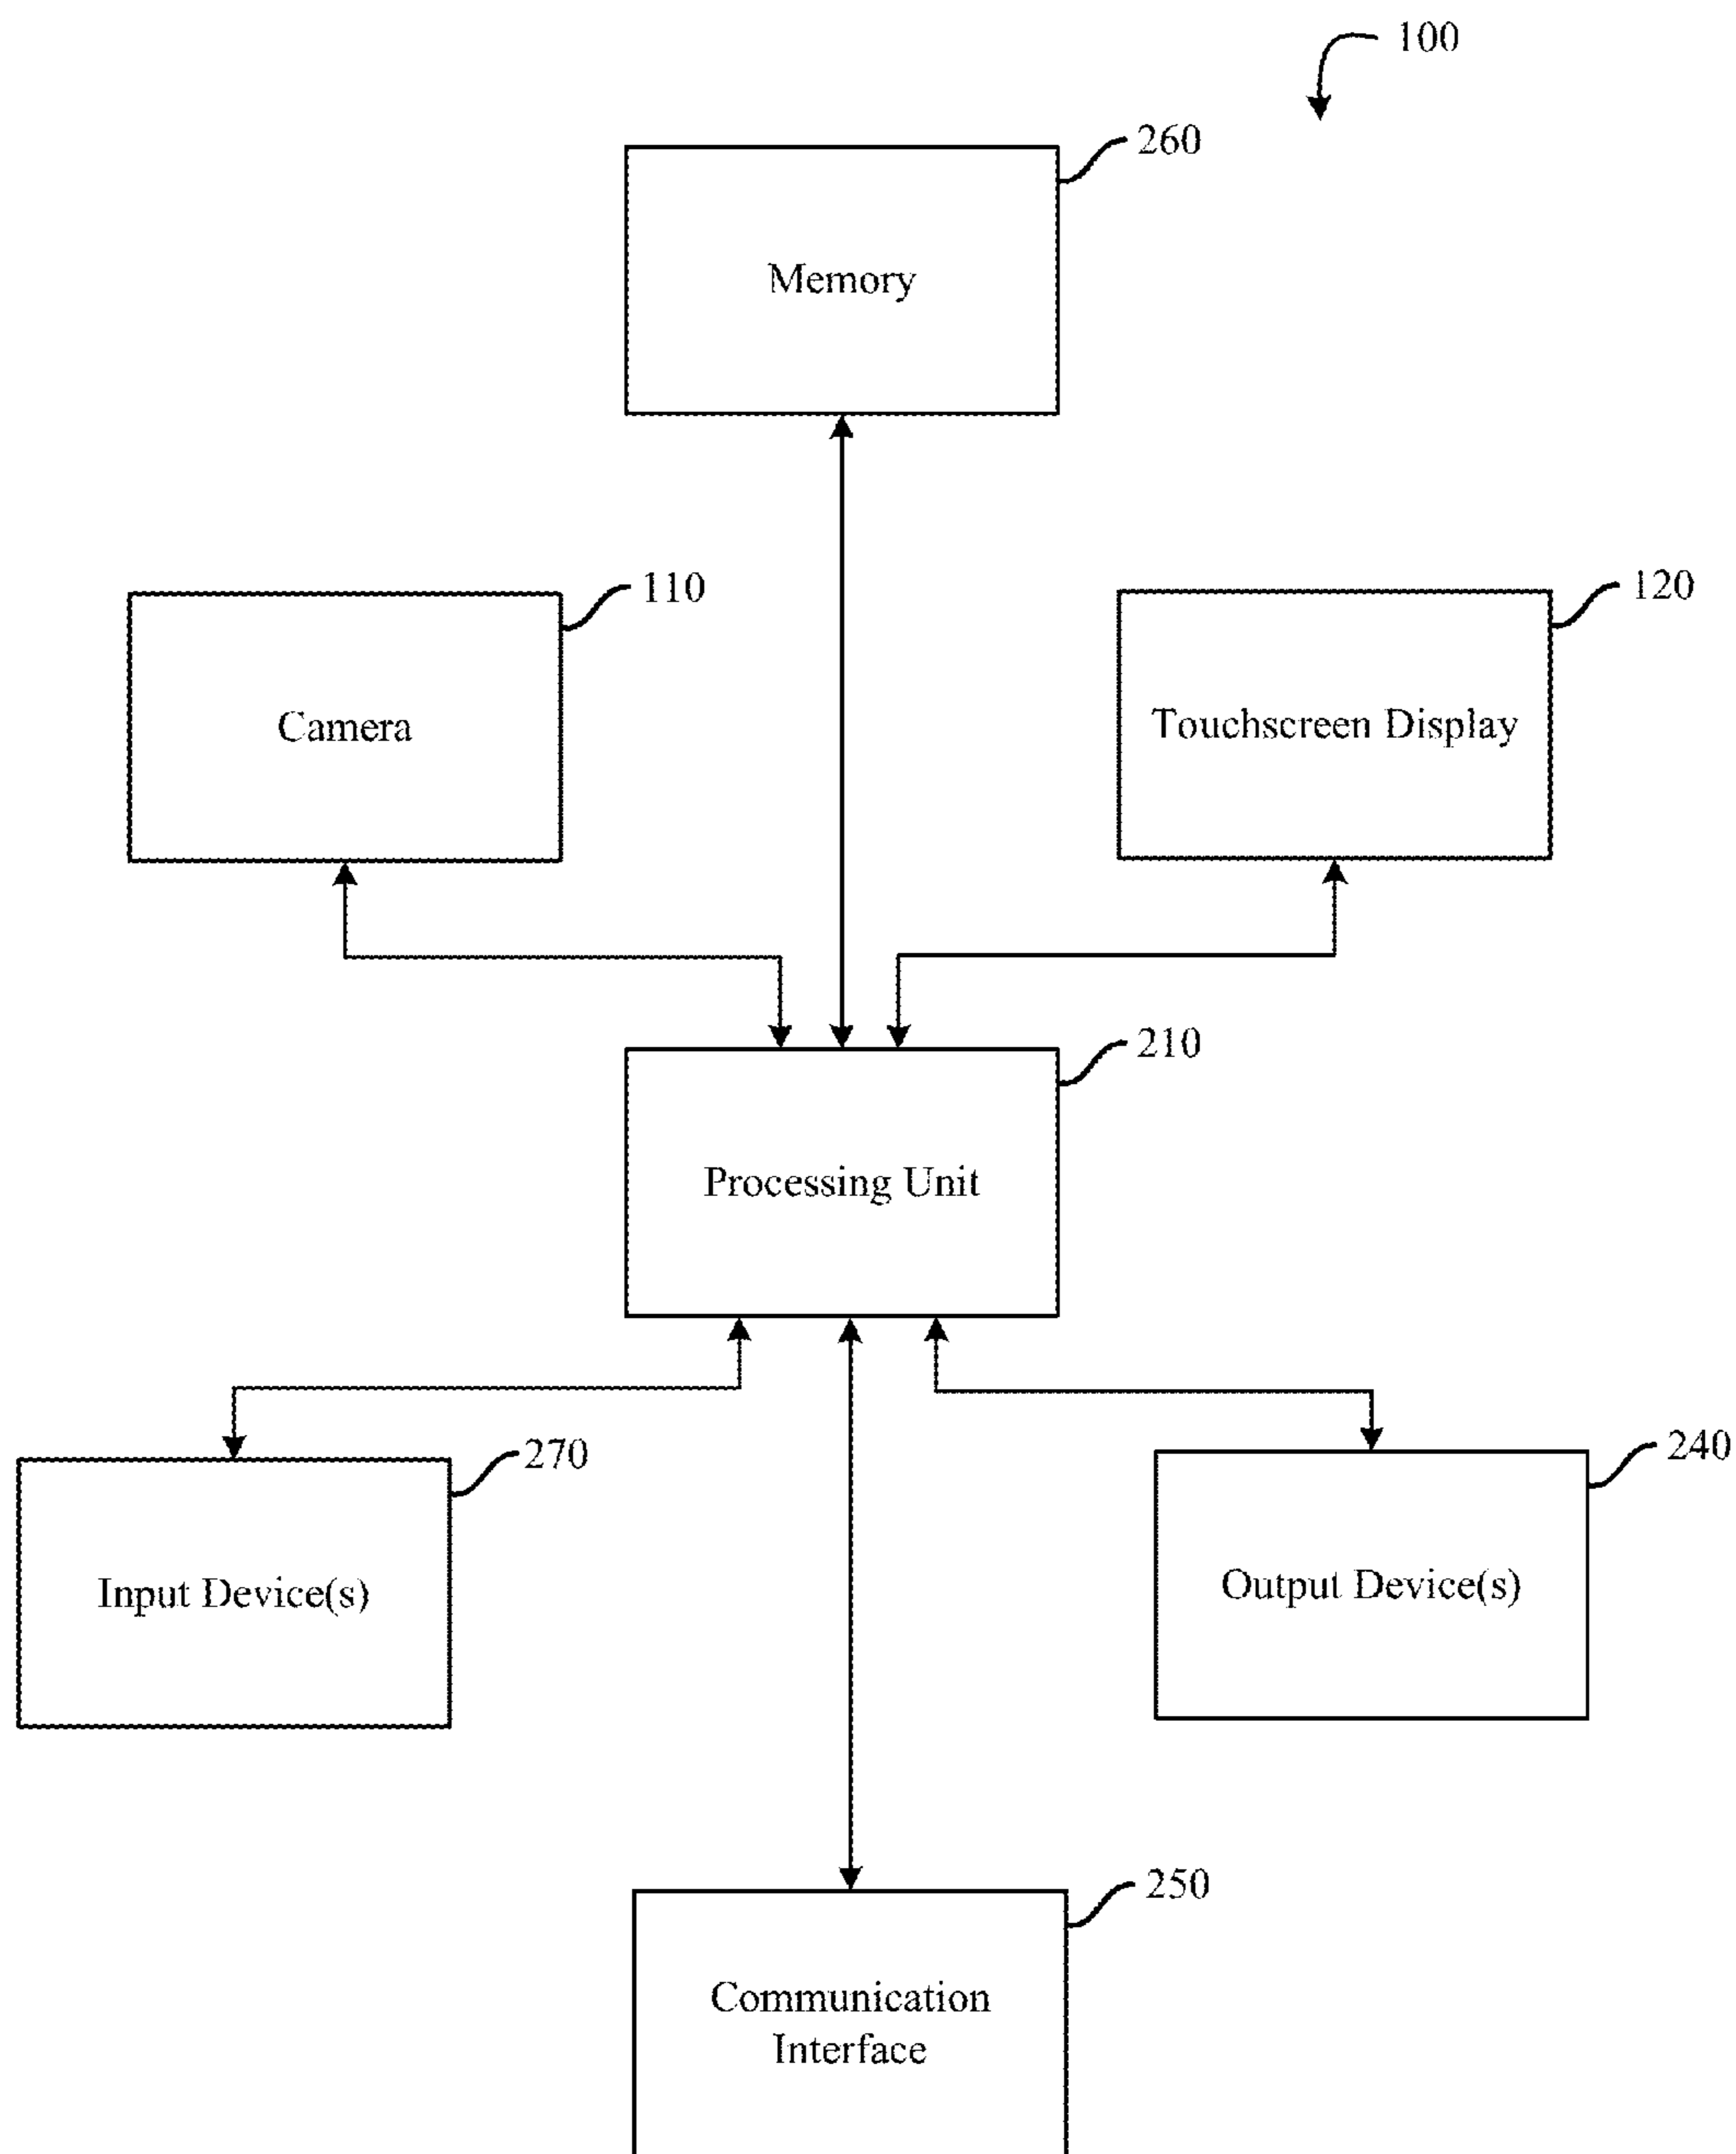 100
260
Memory
110
120
Camera
Touchscreen Display
210
Processing Unit
270
240
Input Device(s)
Output Device(s)
250
Communication
Interface